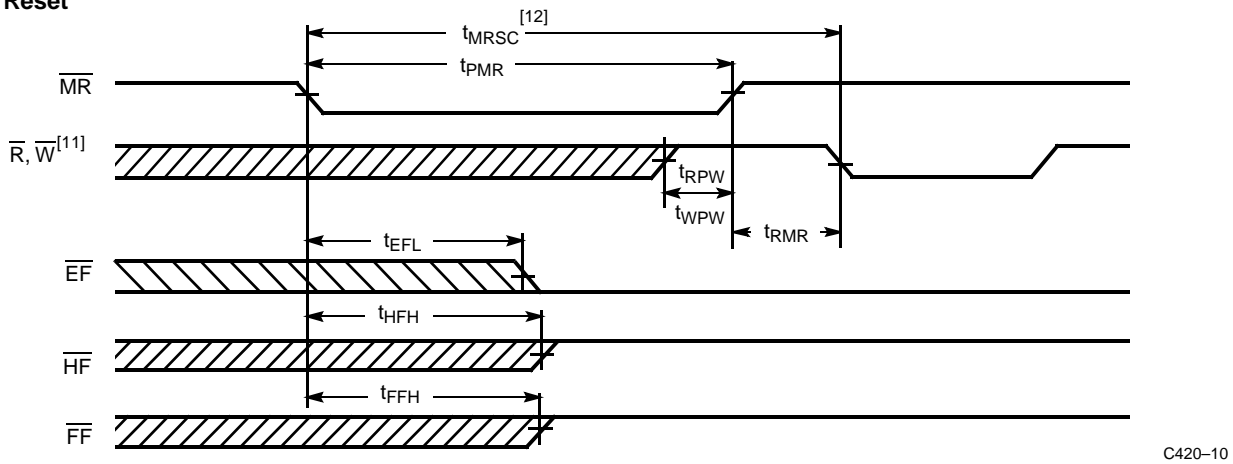 Reset
tMRSC[12]
tPMR
MR
R, W[11]
tRPW
tWPW
tRMR
tEFL
EF
tHFH
HF
tFFH
FF
C420–10